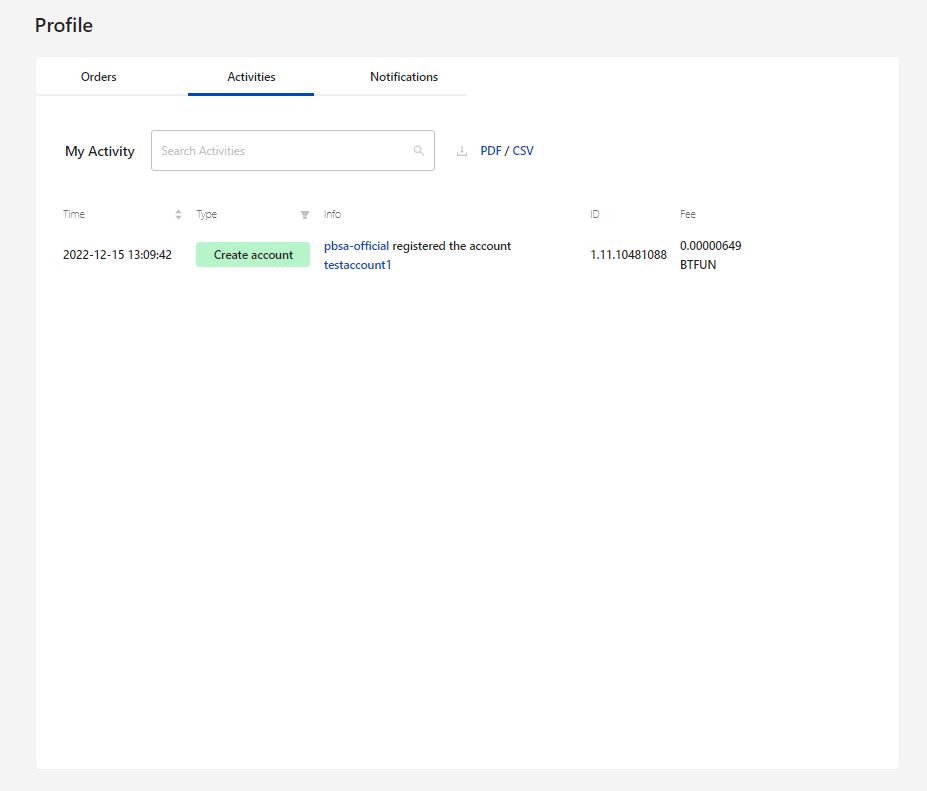 Profile
Orders Activities Notifications
My Activity Search Activities PDF / CSV
Time Type Info ID Fee
2022-12-15 13:09:42 Create account pbsa-official registered the account testaccount1 1.11.10481088 0.00000649 BTFUN